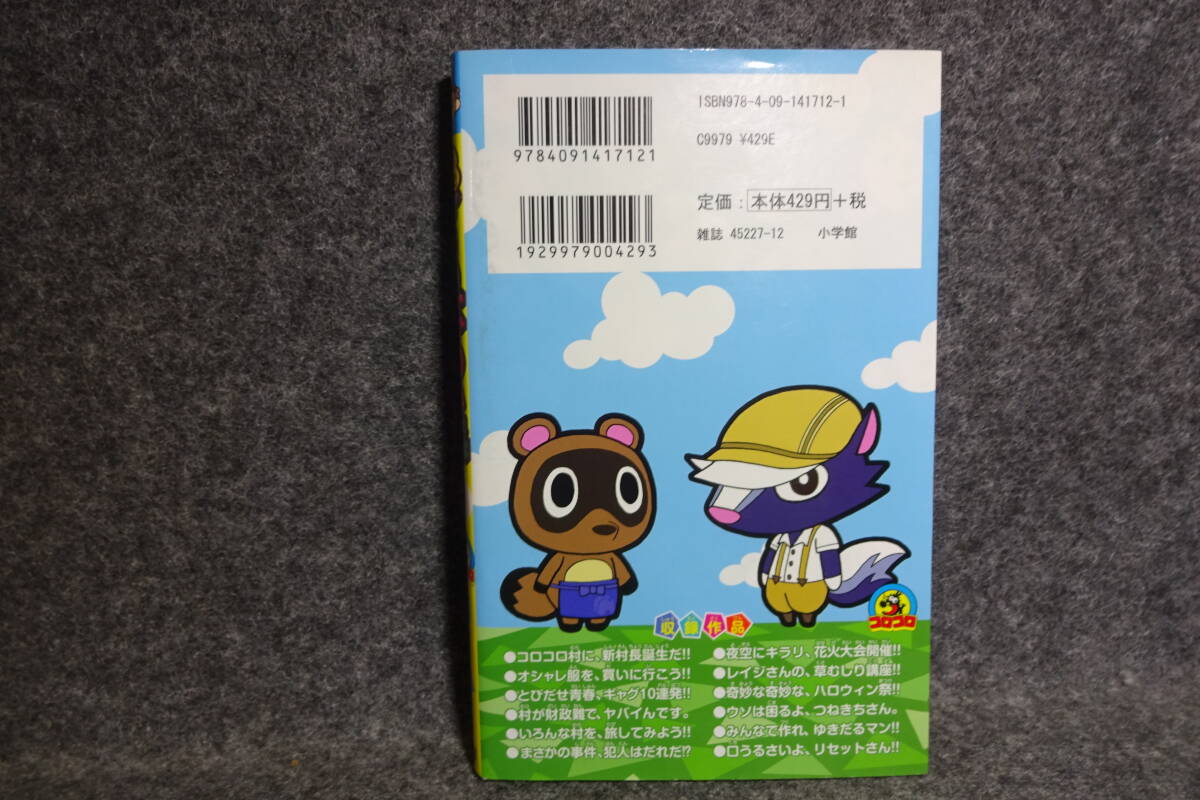 ISBN978-4-09-141712-1
9784091417121
C9979 ¥429E
定価：本体429円+税
雑誌 45227-12 小学館
1929979004293
コロコロ
収録作品
●コロコロ村に、新村長誕生だ!!
●オシャレ服を、買いに行こう!!
●とびだせ青春、ギャグ10連発!!
●村が財政難で、ヤバイんです。
●いろんな村を、旅してみよう!!
●まさかの事件、犯人はだれだ!?
●夜空にキラリ、花火大会開催!!
●レイジさんの、草むしり講座!!
●奇妙な奇妙な、ハロウィン祭!!
●ウソは困るよ、つねきちさん。
●みんなで作れ、ゆきだるマン!!
●口うるさいよ、リセットさん!!